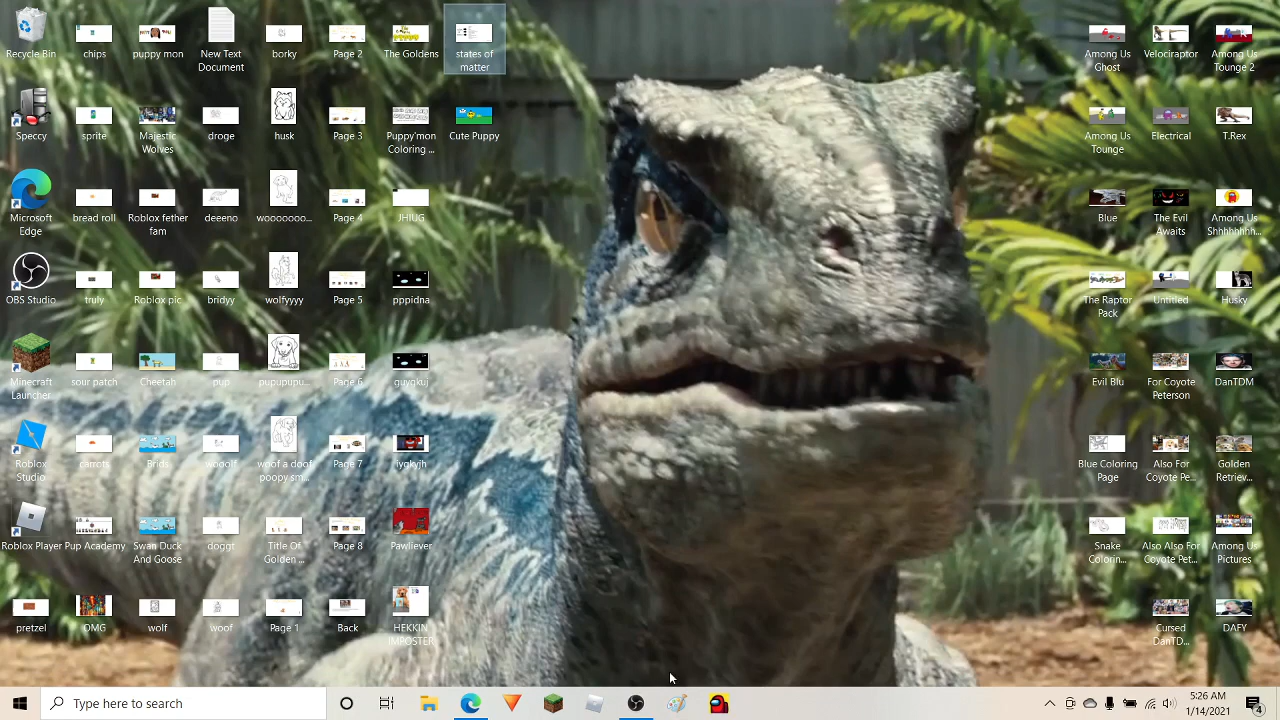 Recycle Bin
chips
puppy mon
Dew Text
Document
borky
Page 2
The Goldens
states of
matter
Among Us
Ghost
Velociraptor
Among Us
Tounge 2
Speccy
sprite
Majestic
Wolves
droge
husk
Page 3
Puppy'mon
Coloring ...
Cute Puppy
Among Us
Tounge
Electrical
T.Rex
Microsoft
Edge
bread roll
Roblox fether
fam
deeeno
wooooooo...
Page 4
JHIUG
The Evil
Awaits
Among Us
Shhhhhhh...
OBS Studio
truly
Roblox pic
bridyy
wolfyyyy
Page 5
pppidna
The Raptor
Pack
Untitled
Husky
Minecraft
Launcher
sour patch
Cheetah
pup
pupupupu...
Page 6
guygkuj
Evil Blu
For Coyote
Peterson
DanTDM
Roblox
Studio
carrots
Brids
wooolf
woof a doof
poopy sm...
Page 7
iygkyjh
Blue Coloring
Page
Also For
Coyote Pe...
Golden
Retriev...
Roblox Player
Pup Academy
Swan Duck
And Goose
doggt
Title Of
Golden ...
Page 8
Pawliever
Snake
Colorin...
Also Also For
Coyote Pet...
Among Us
Pictures
pretzel
OMG
wolf
woof
Page 1
Back
HEKKIN
IMPOSTER
Cursed
DanTD...
DAFY
Type here to search
5:26 AM
1/14/2021
4